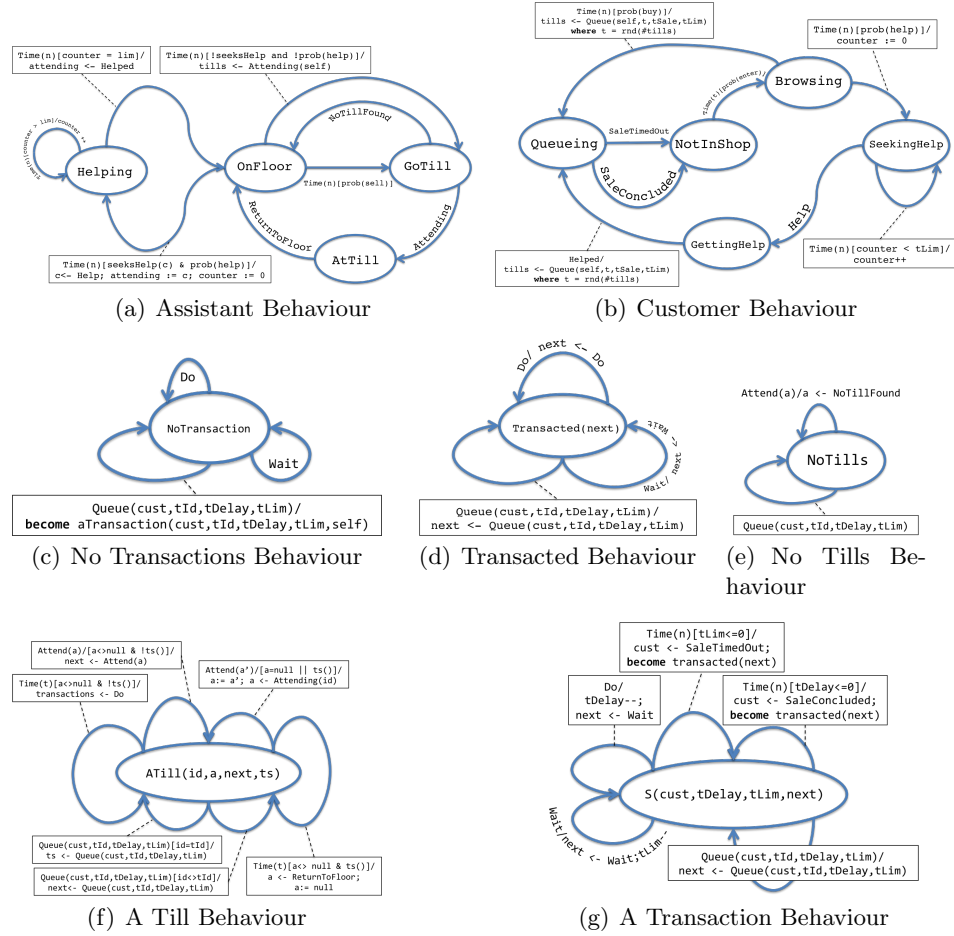 Time(n)[counter = lim]/
attending <- Helped
Time(n)[!seeksHelp and !prob(help)]/
tills <- Attending(self)
Time(n)[counter > lim]/counter ++
Helping
OnFloor
NoTillFound
GoTill
Time(n)[prob(sell)]
ReturnToFloor
Attending
AtTill
Time(n)[seeksHelp(c) & prob(help)]/
c<- Help; attending := c; counter := 0
(a) Assistant Behaviour
Time(n)[prob(buy)]/
tills <- Queue(self,t,tSale,tLim)
where t = rnd(#tills)
Time(n)[prob(help)]/
counter := 0
Time(t)[prob(enter)]/
Browsing
Queueing
SaleTimedOut
NotInShop
SeekingHelp
SaleConcluded
Help
GettingHelp
Helped/
tills <- Queue(self,t,tSale,tLim)
where t = rnd(#tills)
Time(n)[counter < tLim]/
counter++
(b) Customer Behaviour
Do
NoTransaction
Wait
Queue(cust,tId,tDelay,tLim)/
become aTransaction(cust,tId,tDelay,tLim,self)
(c) No Transactions Behaviour
Do/ next <- Do
Transacted(next)
Wait/ next <- Wait
Queue(cust,tId,tDelay,tLim)/
next <- Queue(cust,tId,tDelay,tLim)
(d) Transacted Behaviour
Attend(a)/a <- NoTillFound
NoTills
Queue(cust,tId,tDelay,tLim)
(e) No Tills Be-
haviour
Attend(a)/[a<>null & !ts()]/
next <- Attend(a)
Time(t)[a<>null & !ts()]/
transactions <- Do
Attend(a’)/[a=null || ts()]/
a:= a’; a <- Attending(id)
ATill(id,a,next,ts)
Queue(cust,tId,tDelay,tLim)[id=tId]/
ts <- Queue(cust,tId,tDelay,tLim)
Queue(cust,tId,tDelay,tLim)[id<>tId]/
next<- Queue(cust,tId,tDelay,tLim)
Time(t)[a<> null & ts()]/
a <- ReturnToFloor;
a:= null
(f) A Till Behaviour
Time(n)[tLim<=0]/
cust <- SaleTimedOut;
become transacted(next)
Do/
tDelay--;
next <- Wait
Time(n)[tDelay<=0]/
cust <- SaleConcluded;
become transacted(next)
S(cust,tDelay,tLim,next)
Wait/next <- Wait;tLim--
Queue(cust,tId,tDelay,tLim)/
next <- Queue(cust,tId,tDelay,tLim)
(g) A Transaction Behaviour